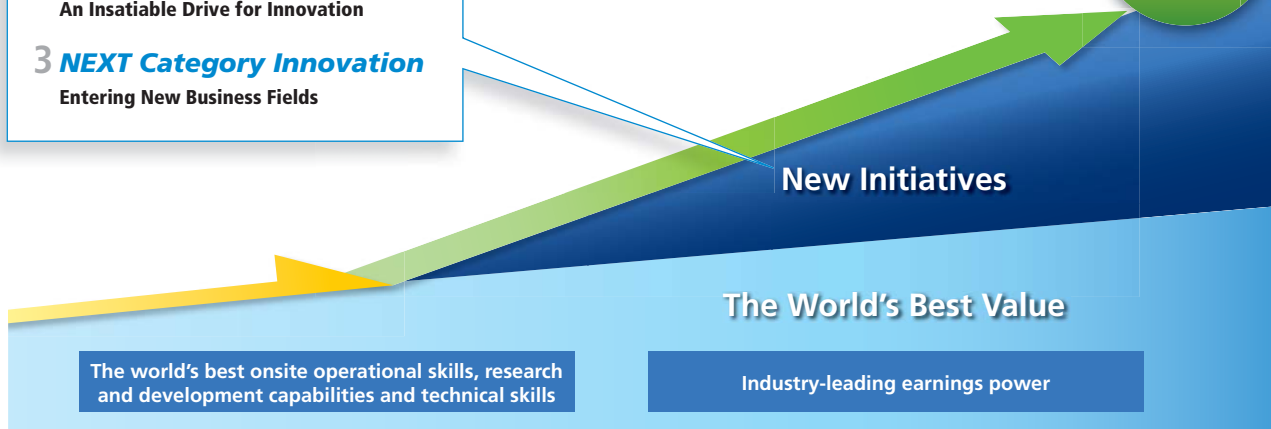 An Insatiable Drive for Innovation
3 NEXT Category Innovation
Entering New Business Fields
New Initiatives
The World's Best Value
The world's best onsite operational skills, research
and development capabilities and technical skills
Industry-leading earnings power